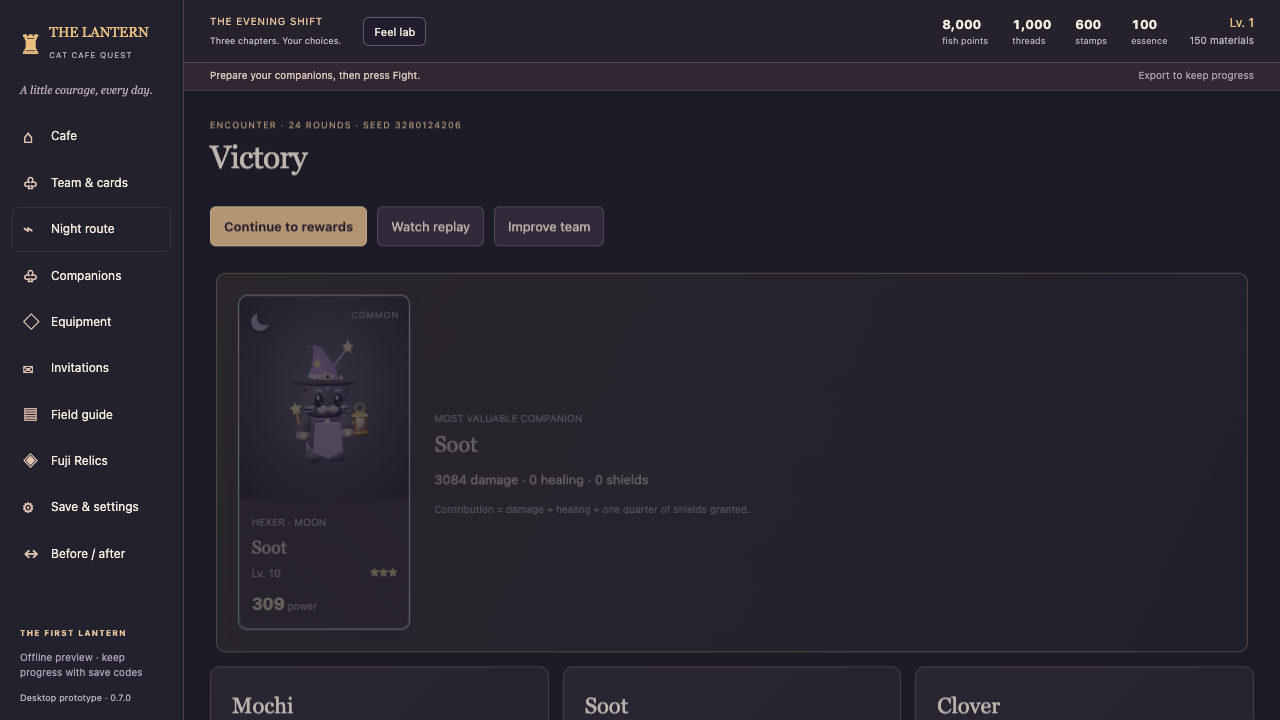 THE LANTERN
CAT CAFE QUEST
A little courage, every day.
Cafe
Team & cards
Night route
Companions
Equipment
Invitations
Field guide
Fuji Relics
Save & settings
Before / after
THE FIRST LANTERN
Offline preview · keep
progress with save codes
Desktop prototype · 0.7.0
THE EVENING SHIFT
Three chapters. Your choices.
Feel lab
8,000
fish points
1,000
threads
600
stamps
100
essence
Lv. 1
150 materials
Prepare your companions, then press Fight.
Export to keep progress
ENCOUNTER · 24 ROUNDS · SEED 3280124206
Victory
Continue to rewards
Watch replay
Improve team
COMMON
HEXER · MOON
Soot
Lv. 10
309 power
MOST VALUABLE COMPANION
Soot
3084 damage · 0 healing · 0 shields
Contribution = damage + healing + one quarter of shields granted.
Mochi
Soot
Clover